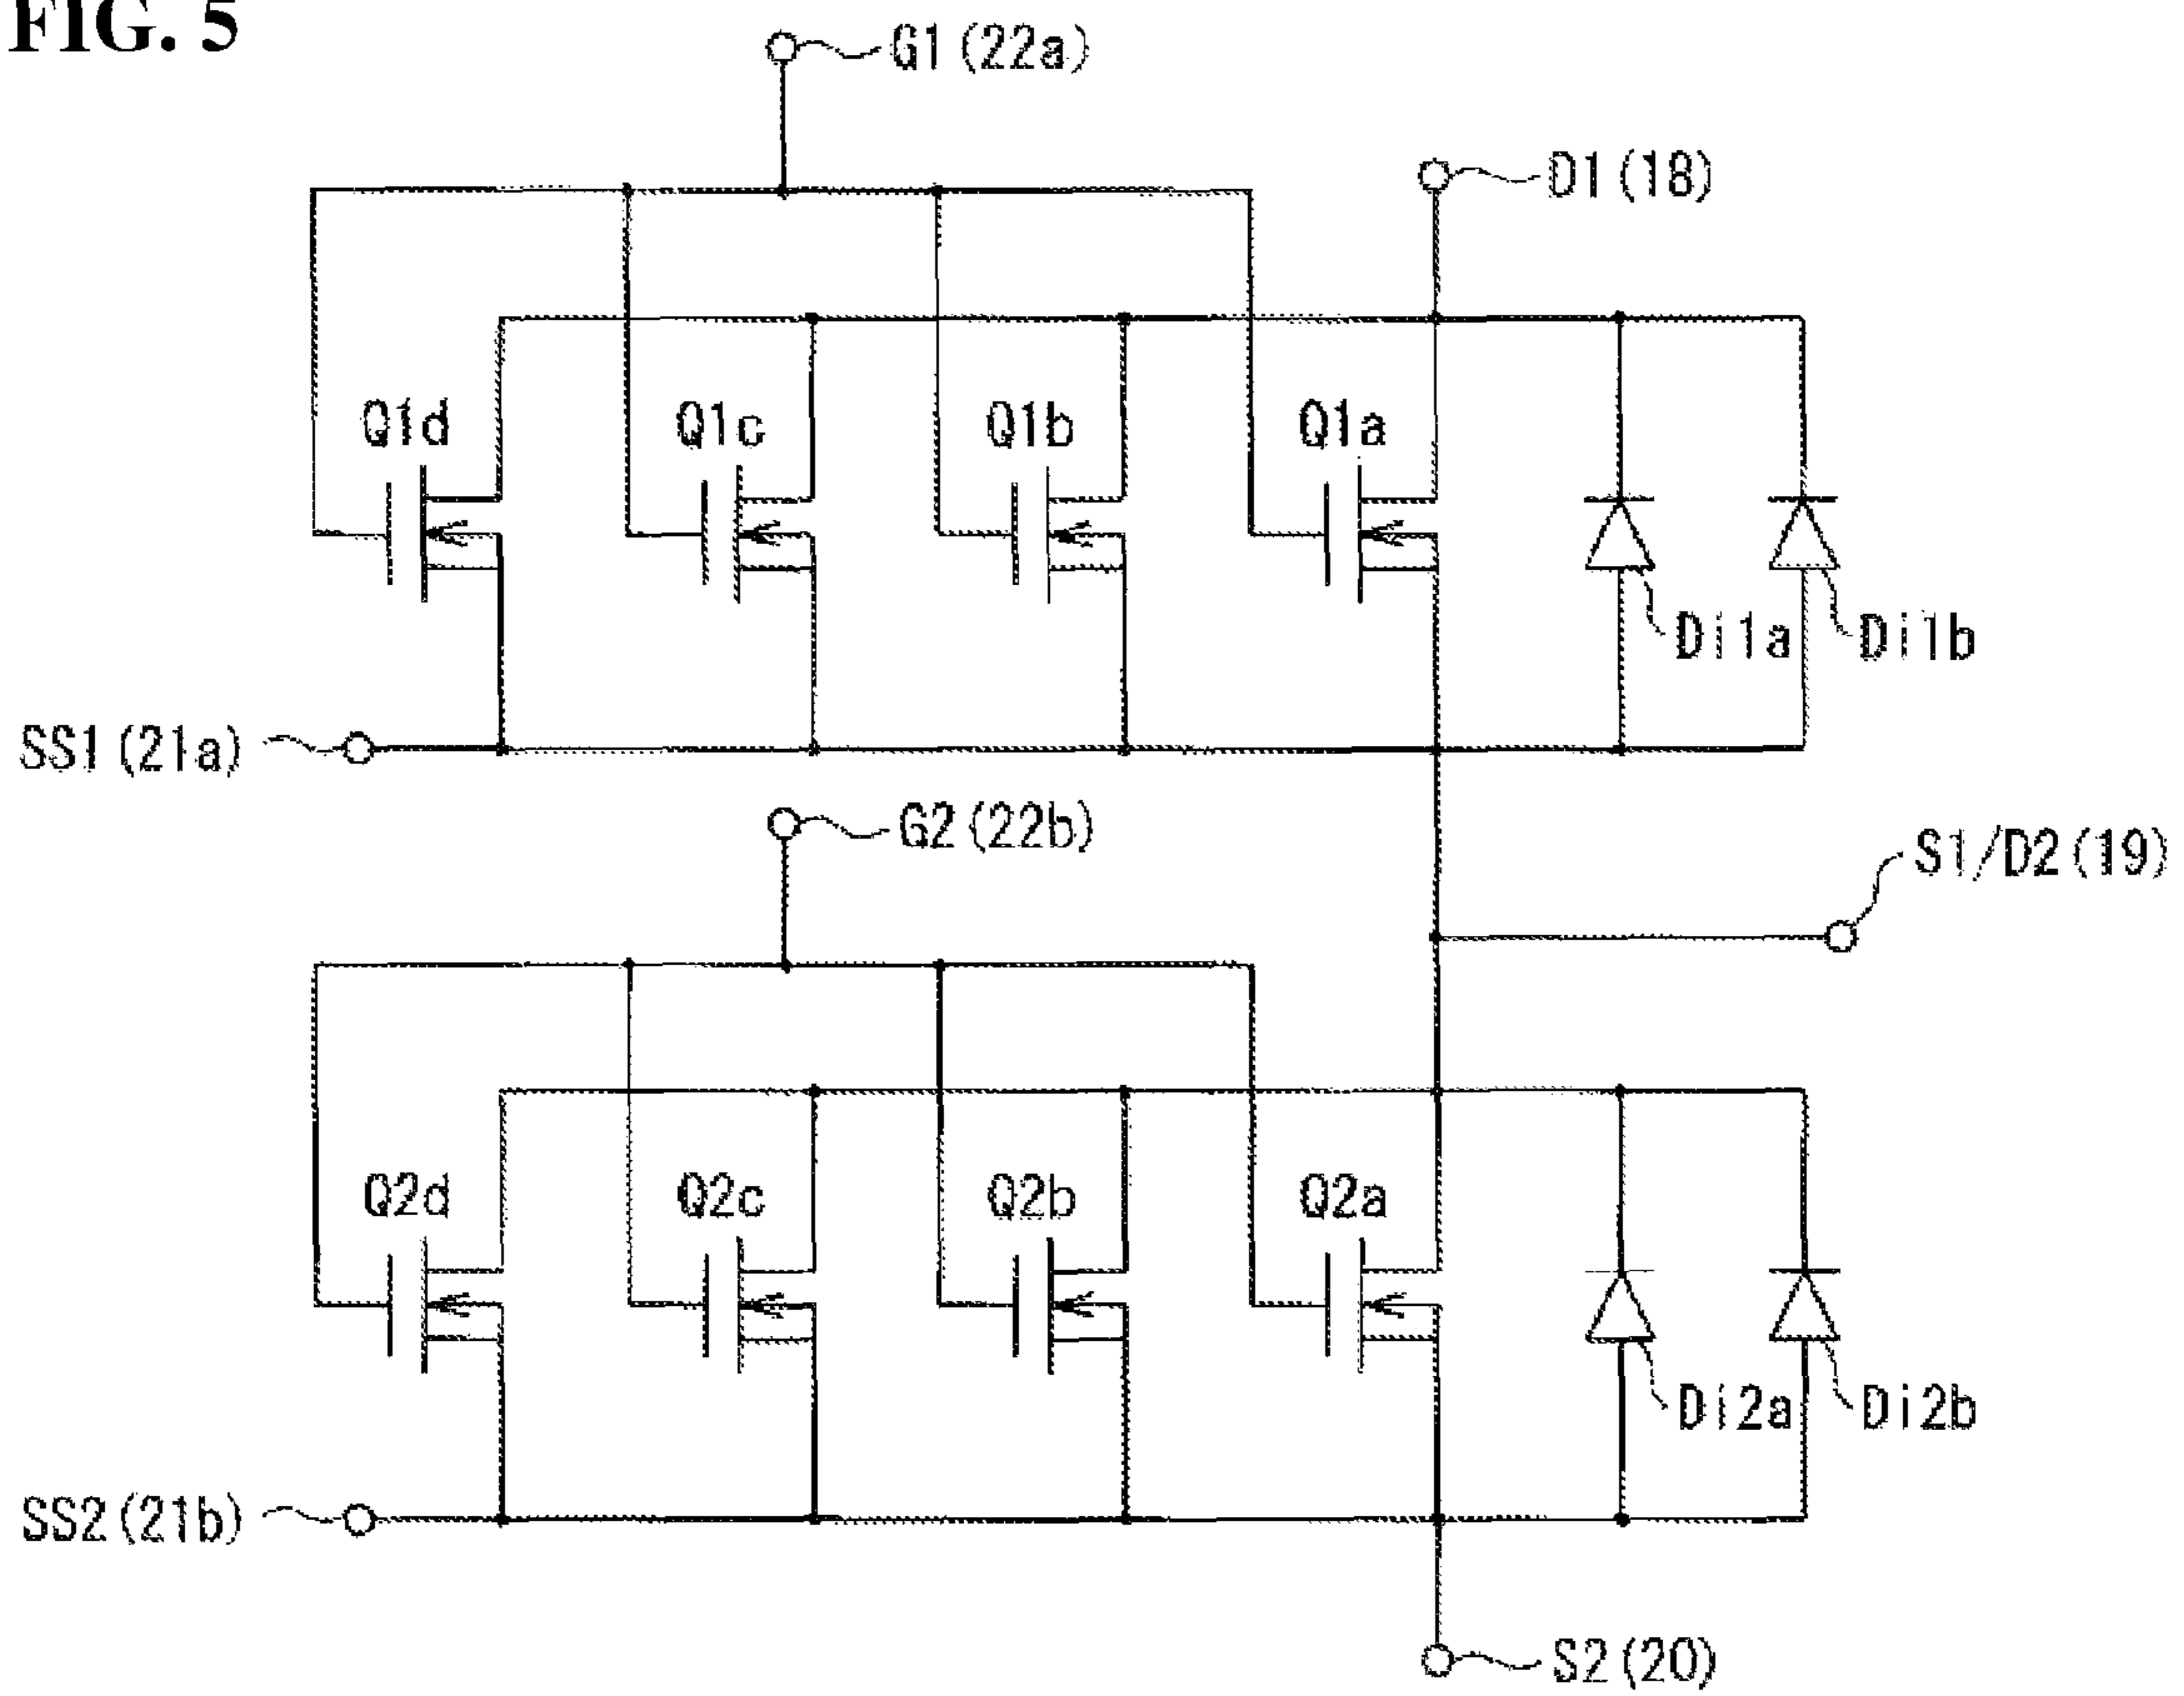 FIG. 5
G1(22a)
D1(18)
Q1d
Q1c
Q1b
Q1a
Di1a
Di1b
SS1(21a)
G2(22b)
S1/D2(19)
Q2d
Q2c
Q2b
Q2a
Di2a
Di2b
SS2(21b)
S2(20)